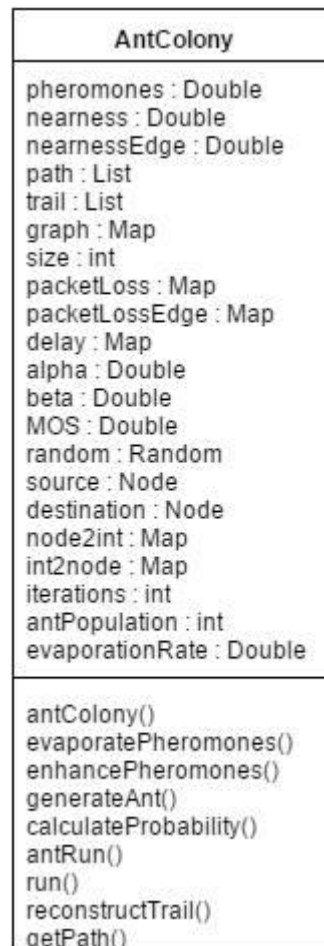 AntColony
pheromones : Double
nearness : Double
nearnessEdge : Double
path : List
trail : List
graph : Map
size : int
packetLoss : Map
packetLossEdge : Map
delay : Map
alpha : Double
beta : Double
MOS : Double
random : Random
source : Node
destination : Node
node2int : Map
int2node : Map
iterations : int
antPopulation : int
evaporationRate : Double
antColony()
evaporatePheromones()
enhancePheromones()
generateAnt()
calculateProbability()
antRun()
run()
reconstructTrail()
getPath()